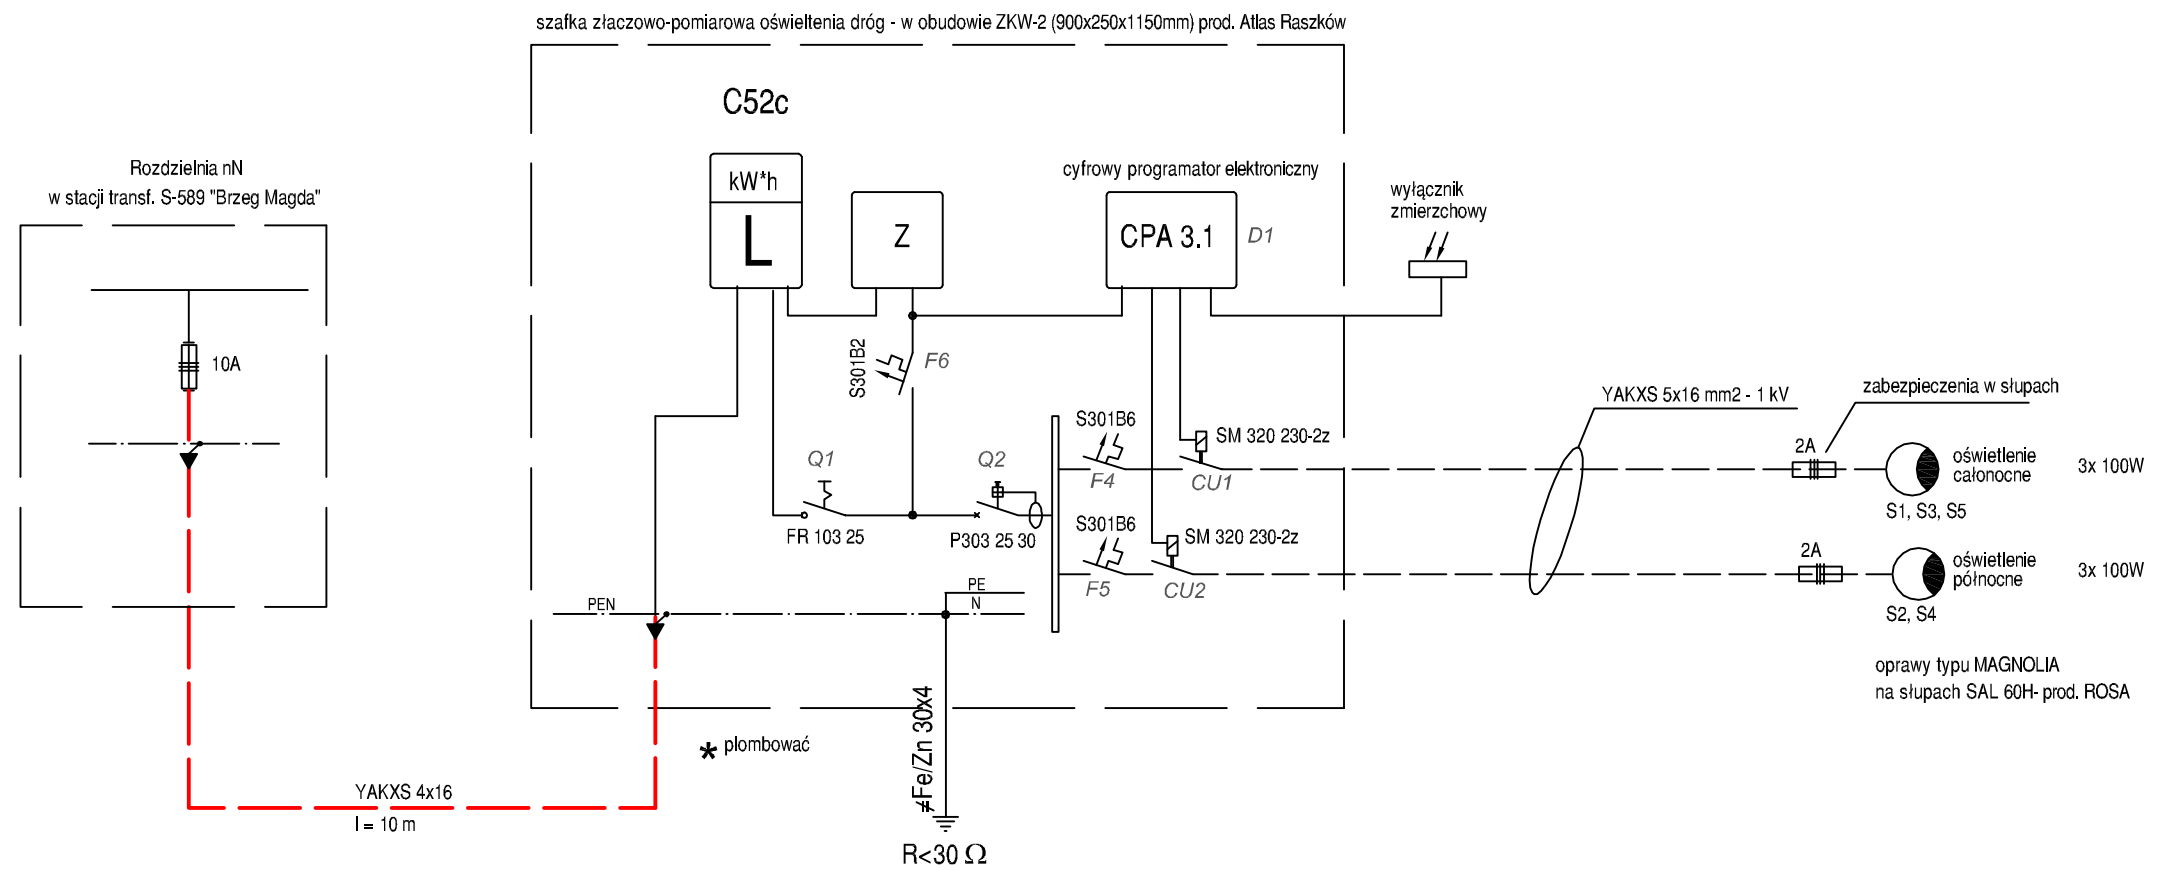 szafka złaczowo-pomiarowa oświeltenia dróg - w obudowie ZKW-2 (900x250x1150mm) prod. Atlas Raszków
C52c
Rozdzielnia nN
w stacji transf. S-589 "Brzeg Magda"
10A
kW*h
L
Z
cyfrowy programator elektroniczny
CPA 3.1
D1
wyłącznik
zmierzchowy
S301B2
F6
Q1
FR 103 25
Q2
P303 25 30
S301B6
F4
SM 320 230-2z
CU1
S301B6
F5
SM 320 230-2z
CU2
YAKXS 5x16 mm2 - 1 kV
zabezpieczenia w słupach
2A
oświetlenie
całonocne
3x 100W
S1, S3, S5
2A
oświetlenie
północne
3x 100W
S2, S4
oprawy typu MAGNOLIA
na słupach SAL 60H- prod. ROSA
PEN
PE
N
Fe/Zn 30x4
R<30 Ω
* plombować
YAKXS 4x16
l = 10 m